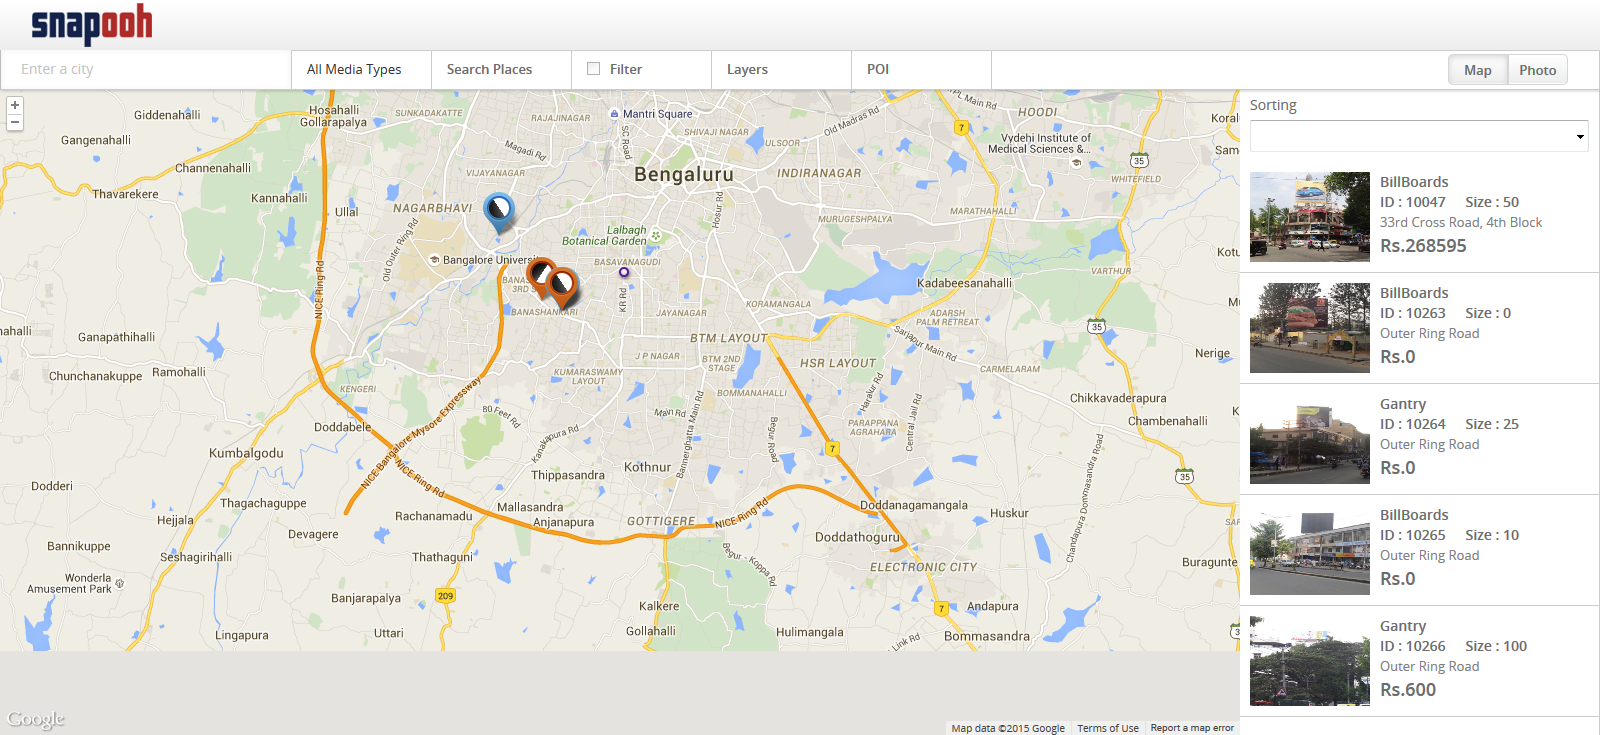 snapooh
Enter a city
All Media Types
Search Places
Filter
Layers
POI
Map
Photo
+
−
Giddenahalli
Hosahalli
Gollarapalya
SUNKADAKATTE
RAJAJINAGAR
Mantri Square
SC Road
SHIVAJI NAGAR
Old Madras Rd
ULSOOR
7
TPL Main Rd
HOODI
Vydehi Institute of
Medical Sciences &...
35
Koral
Sam
Gangenahalli
Channenahalli
Magadi Rd
VIJAYANAGAR
Bengaluru
INDIRANAGAR
WHITEFIELD
Thavarekere
Kannahalli
Ullal
NAGARBHAVI
Hosur Rd
MURUGESHPALYA
MARATHAHALLI
Lalbagh
Botanical Garden
Old Outer Ring Rd
Kotu
Bangalore Universi
BASAVANAGUDI
VARTHUR
NICE Ring Rd
BANAS
3RD S
KR Rd
Kadabeesanahalli
BANASHANKARI
JAYANAGAR
KORAMANGALA
ADARSH
PALM RETREAT
M
nahalli
Ganapathihalli
BTM LAYOUT
Sarjapur Main Rd
35
Nerige
J P NAGAR
BTM 2ND
STAGE
HSR LAYOUT
CARMELARAM
Chunchanakuppe
Ramohalli
KENGERI
KUMARASWAMY
LAYOUT
BOMMANAHALLI
Haralur Rd
Chikkavaderapura
K
80 Feet Rd
Main Rd
Central Jail Rd
Chembenahalli
Doddabele
NICE-Bangalore Mysore Expressway
Kanakapura Rd
Bannerghatta Main Rd
Begur Road
PARAPPANA
AGRAHARA
7
Kumbalgodu
NICE Ring Rd
Thippasandra
Kothnur
Chandapura Dommasandra Road
35
Dodderi
Thagachaguppe
Mallasandra
Doddanagamangala
Huskur
Hejjala
Rachanamadu
Anjanapura
GOTTIGERE
NICE Ring Rd
SAR
Devagere
Doddathoguru
Bannikuppe
Seshagirihalli
Thathaguni
Begur - Koppa Rd
ELECTRONIC CITY
Buragunte
Wonderla
Amusement Park
Banjarapalya
209
Kalkere
7
Andapura
Lingapura
Uttari
Gollahalli
Hulimangala
Link Rd
Bommasandra
3
Google
Map data ©2015 Google
Terms of Use
Report a map error
Sorting
BillBoards
ID : 10047 Size : 50
33rd Cross Road, 4th Block
Rs.268595
BillBoards
ID : 10263 Size : 0
Outer Ring Road
Rs.0
Gantry
ID : 10264 Size : 25
Outer Ring Road
Rs.0
BillBoards
ID : 10265 Size : 10
Outer Ring Road
Rs.0
Gantry
ID : 10266 Size : 100
Outer Ring Road
Rs.600